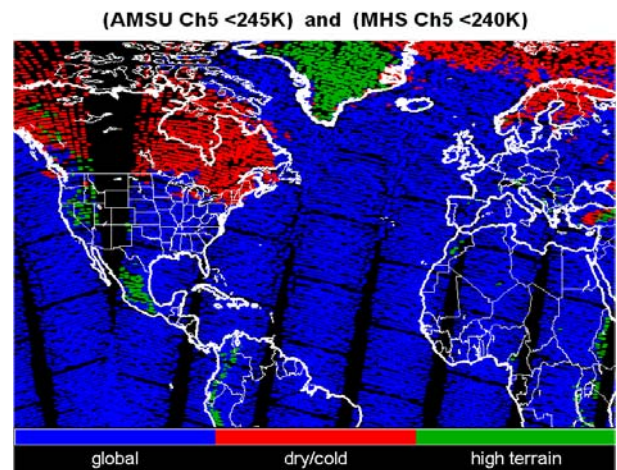 (AMSU Ch5 <245K) and (MHS Ch5 <240K)
global dry/cold high terrain